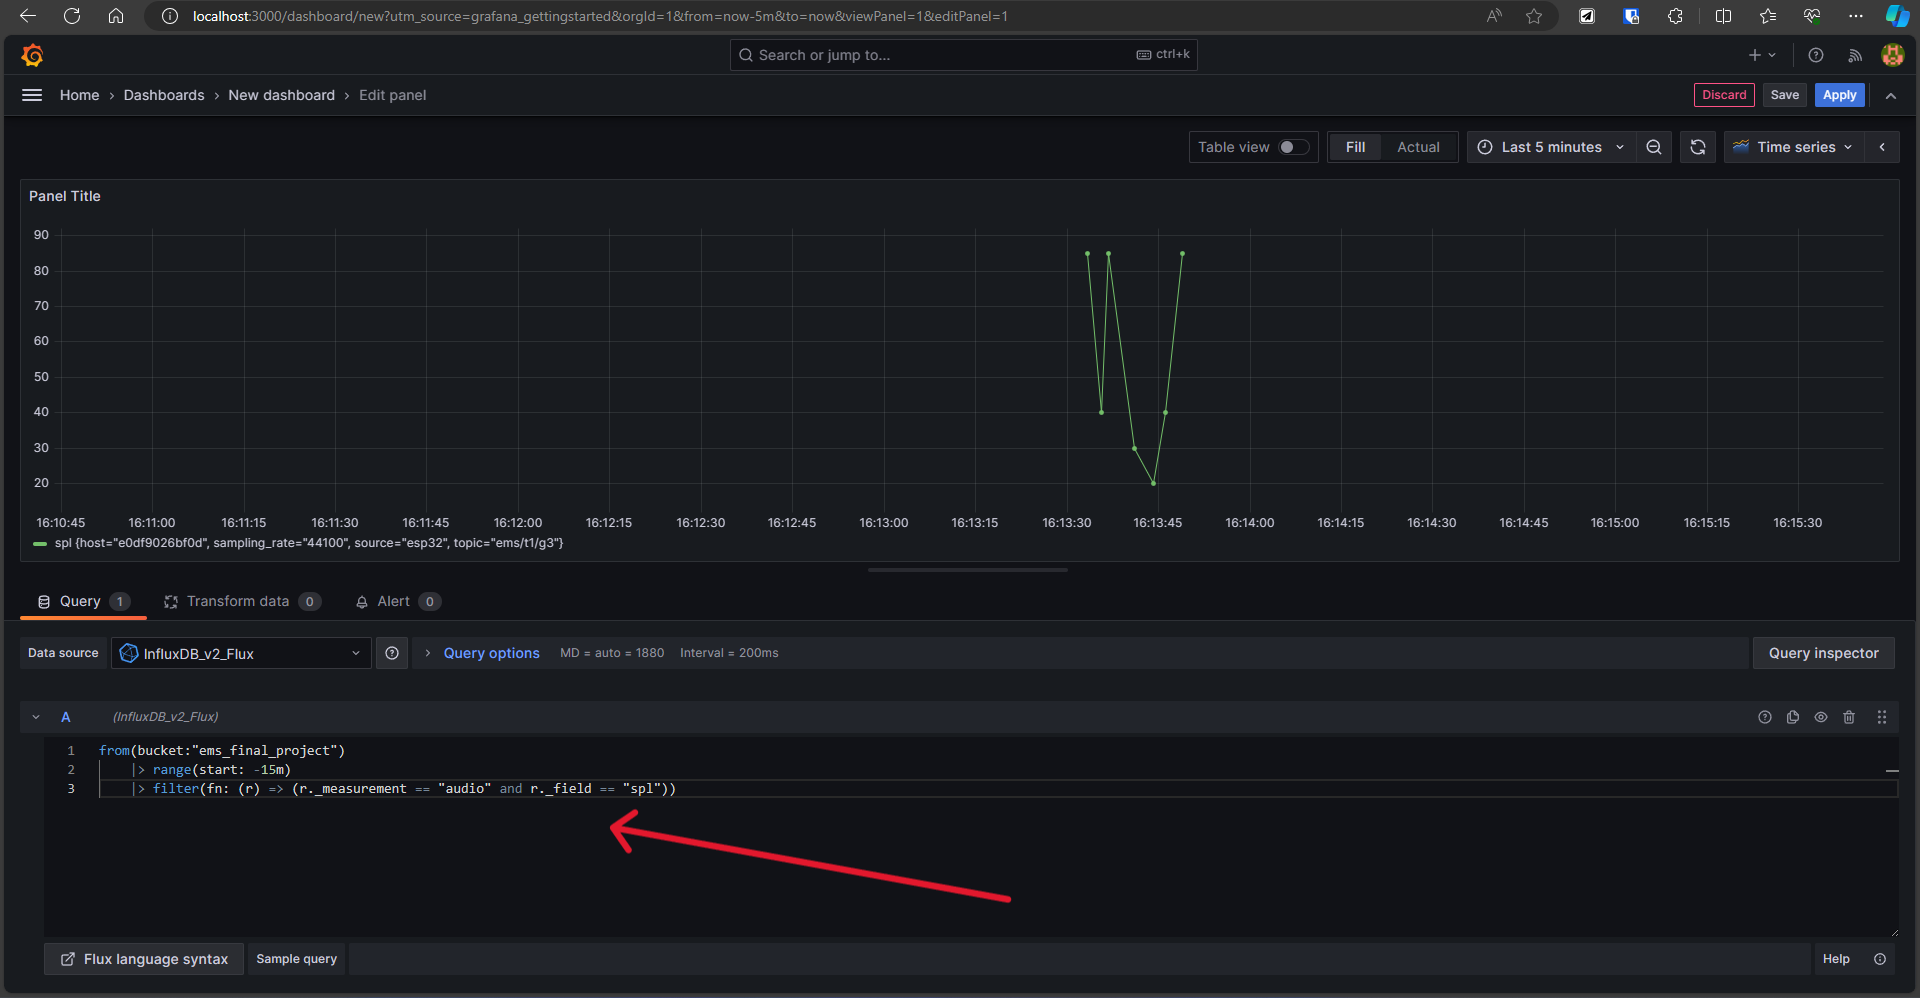 localhost:3000/dashboard/new?utm_source=grafana_gettingstarted&orgId=1&from=now-5m&to=now&viewPanel=1&editPanel=1
Search or jump to... ctrl+k
Home › Dashboards › New dashboard › Edit panel
Discard Save Apply
Table view Fill Actual Last 5 minutes Time series
Panel Title
90
80
70
60
50
40
30
20
16:10:45 16:11:00 16:11:15 16:11:30 16:11:45 16:12:00 16:12:15 16:12:30 16:12:45 16:13:00 16:13:15 16:13:30 16:13:45 16:14:00 16:14:15 16:14:30 16:14:45 16:15:00 16:15:15 16:15:30
spl {host="e0df9026bf0d", sampling_rate="44100", source="esp32", topic="ems/t1/g3"}
Query 1 Transform data 0 Alert 0
Data source InfluxDB_v2_Flux Query options MD = auto = 1880 Interval = 200ms Query inspector
A (InfluxDB_v2_Flux)
1 from(bucket:"ems_final_project")
2 |> range(start: -15m)
3 |> filter(fn: (r) => (r._measurement == "audio" and r._field == "spl"))
Flux language syntax Sample query Help